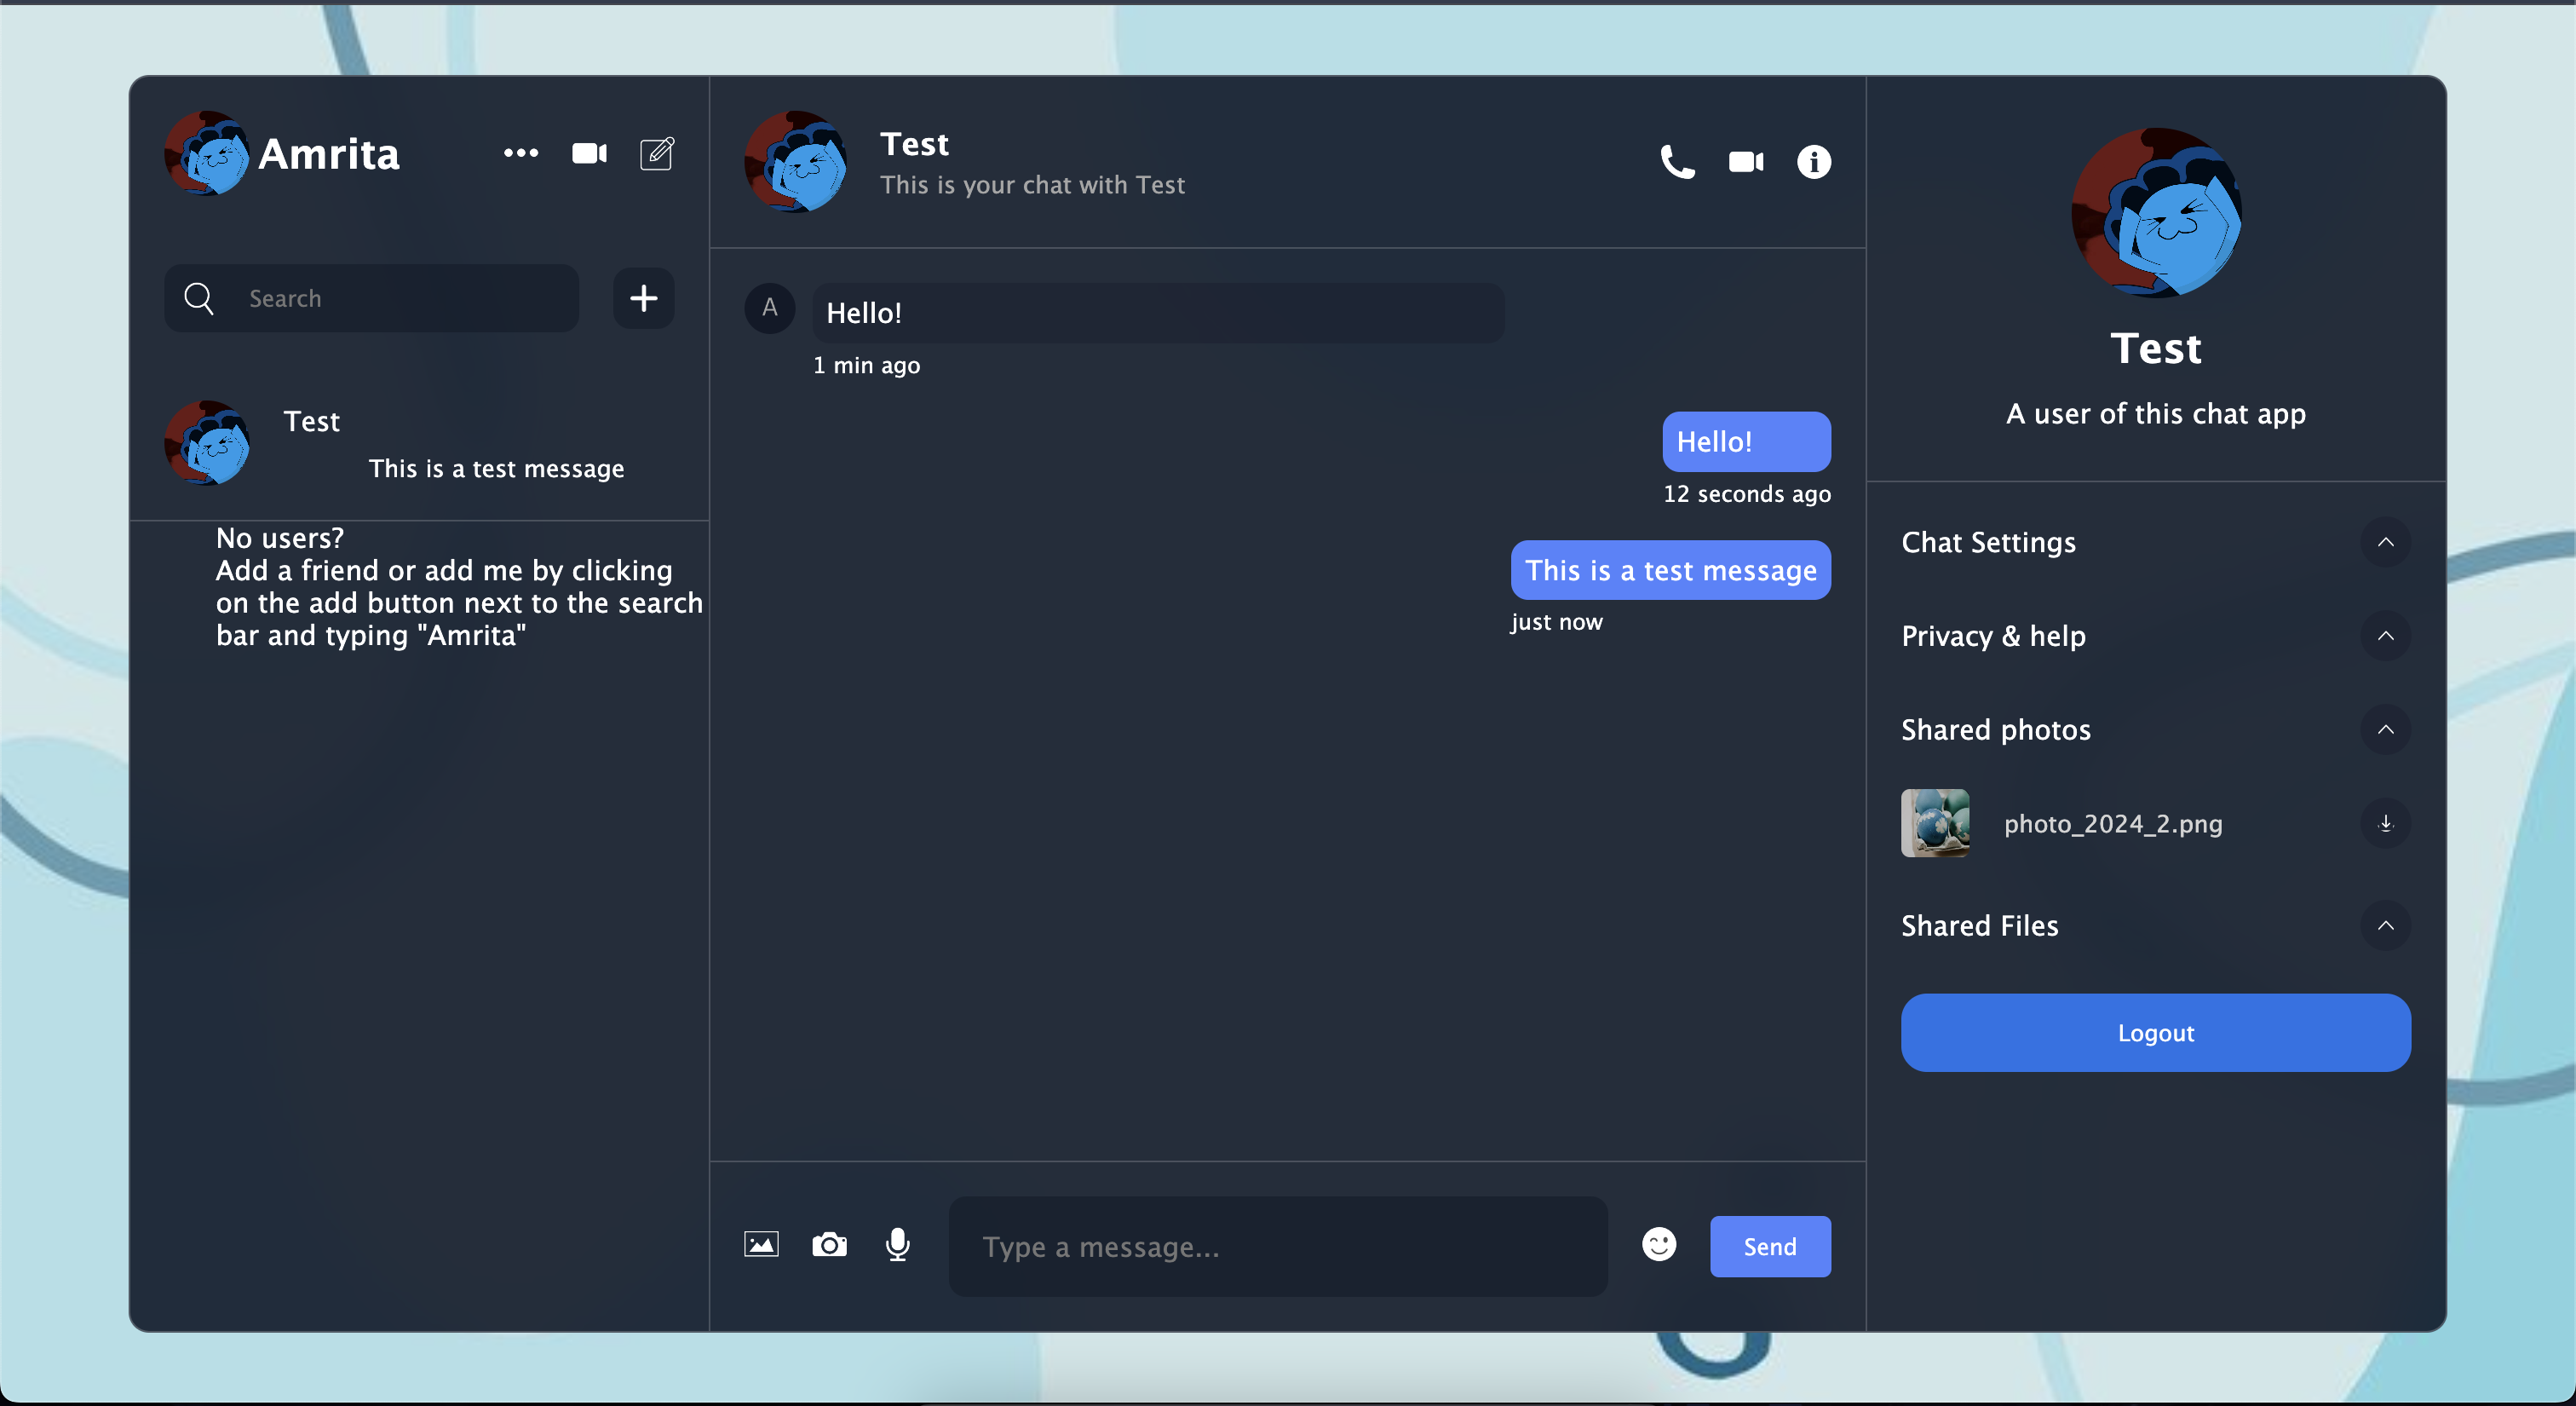 Amrita
Search
Test
This is a test message
No users?
Add a friend or add me by clicking
on the add button next to the search
bar and typing "Amrita"
Test
This is your chat with Test
A
Hello!
1 min ago
Hello!
12 seconds ago
This is a test message
just now
Type a message...
Send
Test
A user of this chat app
Chat Settings
Privacy & help
Shared photos
photo_2024_2.png
Shared Files
Logout